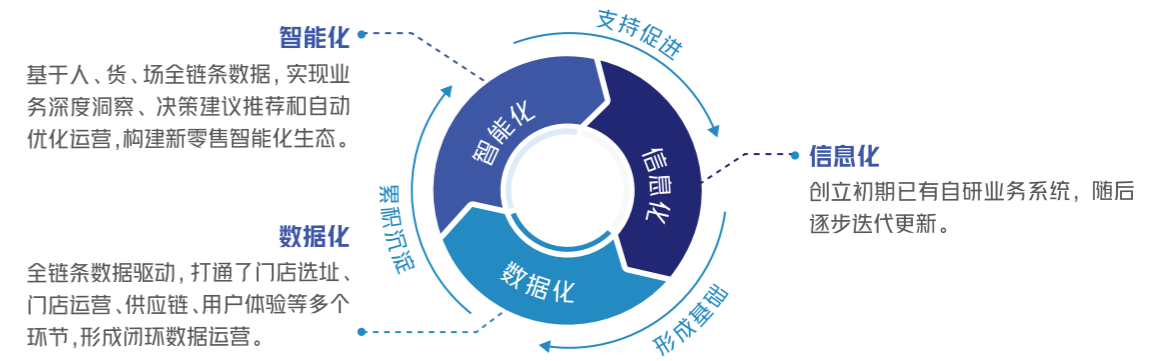 智能化
基于人、货、场全链条数据,实现业
务深度洞察、决策建议推荐和自动
优化运营,构建新零售智能化生态。
数据化
全链条数据驱动,打通了门店选址、
门店运营、供应链、用户体验等多个
环节,形成闭环数据运营。
支持促进
智能化
信息化
数据化
累积沉淀
形成基础
信息化
创立初期已有自研业务系统,随后
逐步迭代更新。